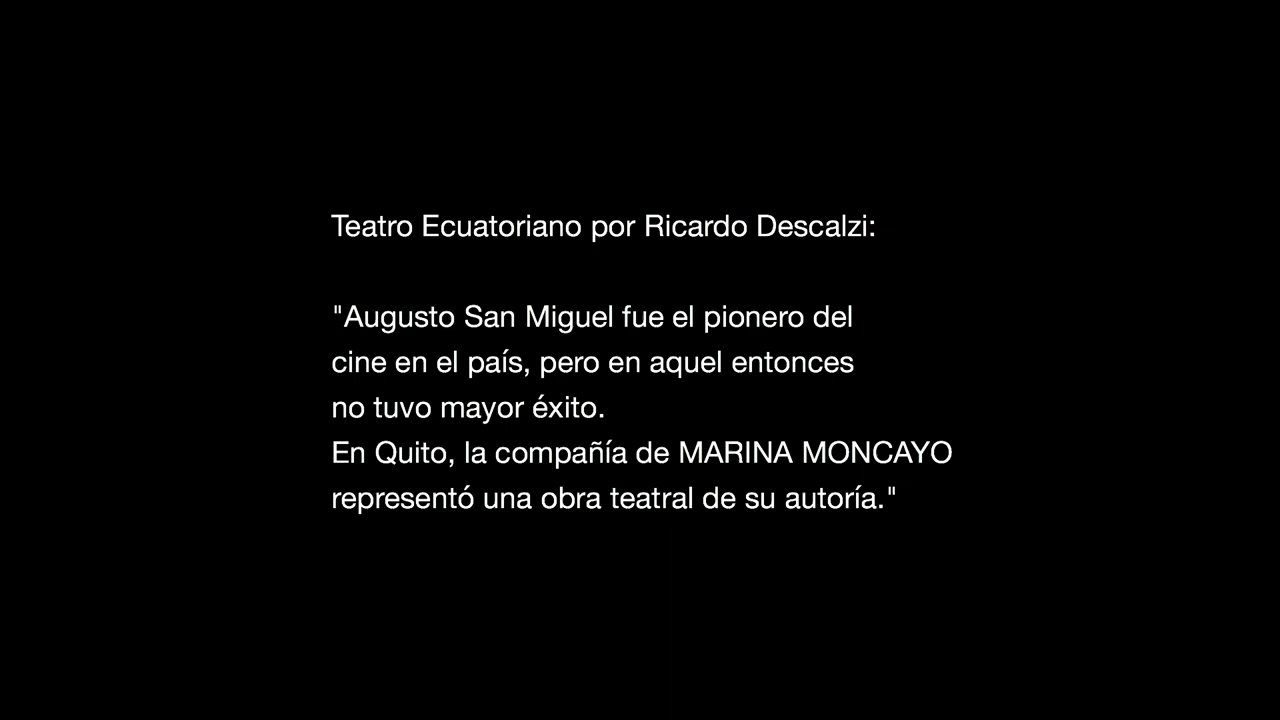 Teatro Ecuatoriano por Ricardo Descalzi:
"Augusto San Miguel fue el pionero del
cine en el país, pero en aquel entonces
no tuvo mayor éxito.
En Quito, la compañía de MARINA MONCAYO
representó una obra teatral de su autoría."